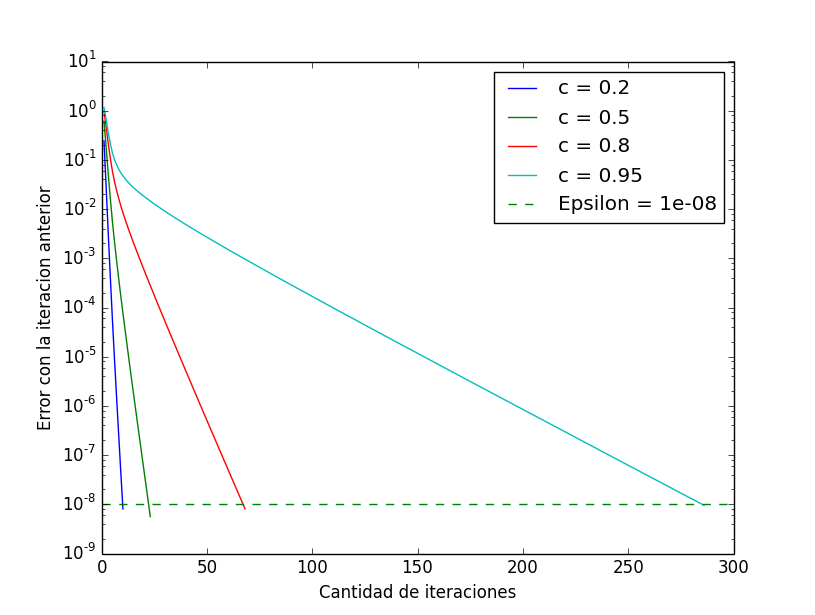 10^1
10^0
10^-1
10^-2
10^-3
10^-4
10^-5
10^-6
10^-7
10^-8
10^-9
Error con la iteracion anterior
c = 0.2
c = 0.5
c = 0.8
c = 0.95
Epsilon = 1e-08
0 50 100 150 200 250 300
Cantidad de iteraciones